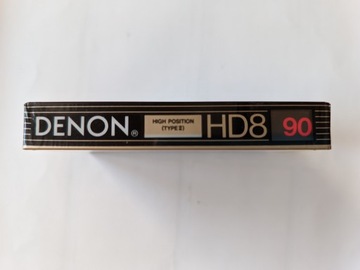 DENON® HIGH POSITION HD8 90
(TYPE II)